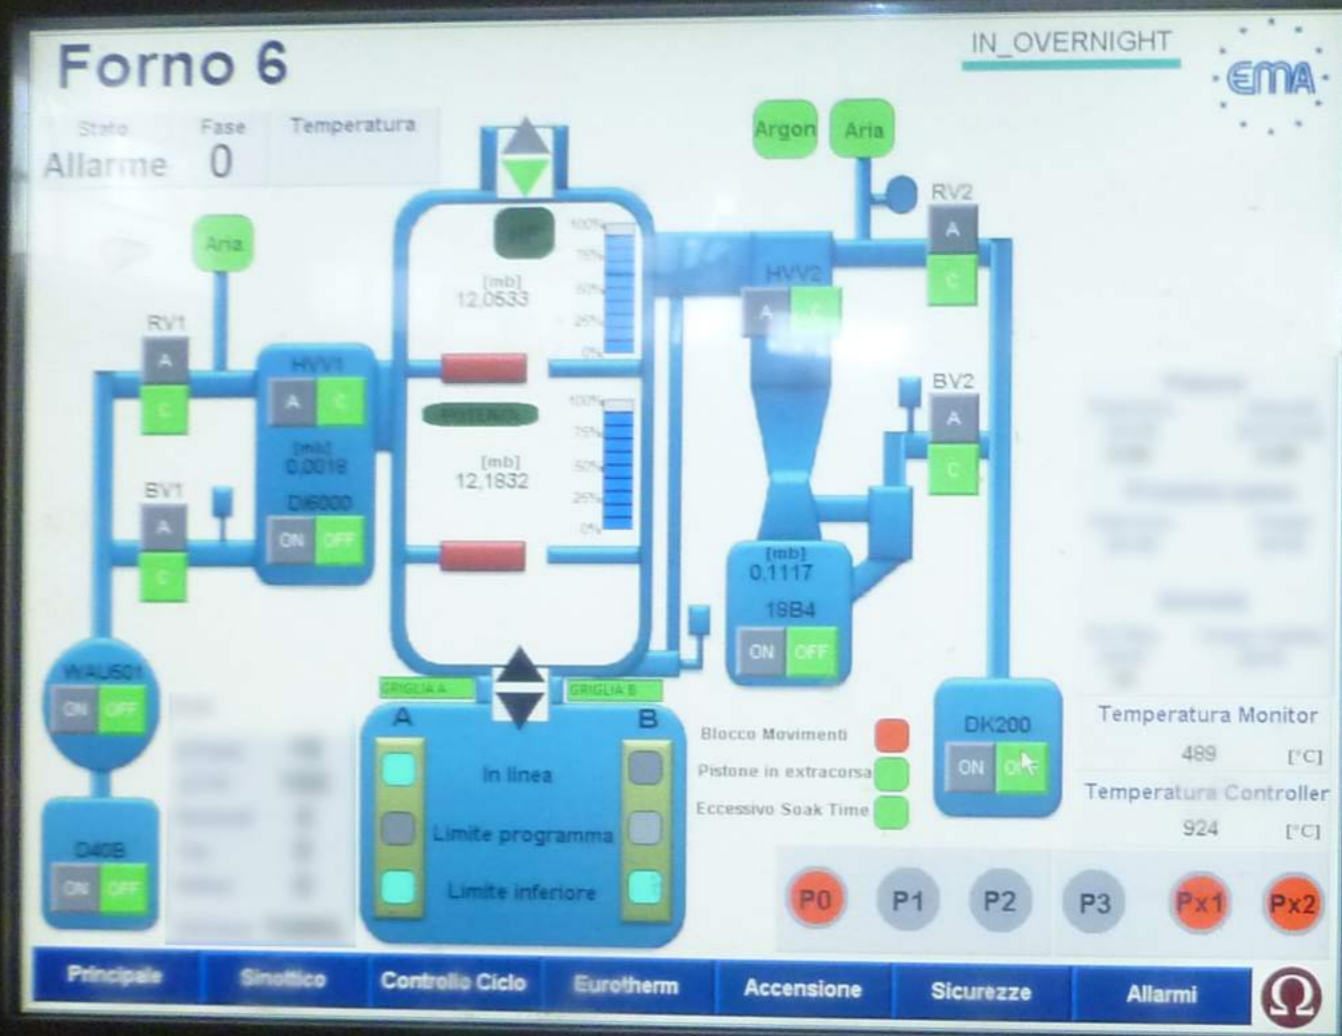 Forno 6
IN_OVERNIGHT
EMA
Stato
Fase
Temperatura
Allarme
0
Argon
Aria
Aria
RV2
A
C
100%
75%
50%
25%
0%
[mb]
12,0533
HVV2
A
C
RV1
A
C
HVV1
A
C
[mb]
0,0018
DI6000
ON
OFF
BV2
A
C
100%
75%
50%
25%
0%
[mb]
12,1832
BV1
A
C
[mb]
0,1117
18B4
ON
OFF
WAU501
ON
OFF
GRIGLIA A
GRIGLIA B
A
B
In linea
Limite programma
Limite inferiore
Blocco Movimenti
Pistone in extracorsa
Eccessivo Soak Time
DK200
ON
Temperatura Monitor
489
[°C]
Temperatura Controller
924
[°C]
D40B
ON
OFF
P0
P1
P2
P3
Px1
Px2
Principale
Sinottico
Controllo Ciclo
Eurotherm
Accensione
Sicurezze
Allarmi
Ω